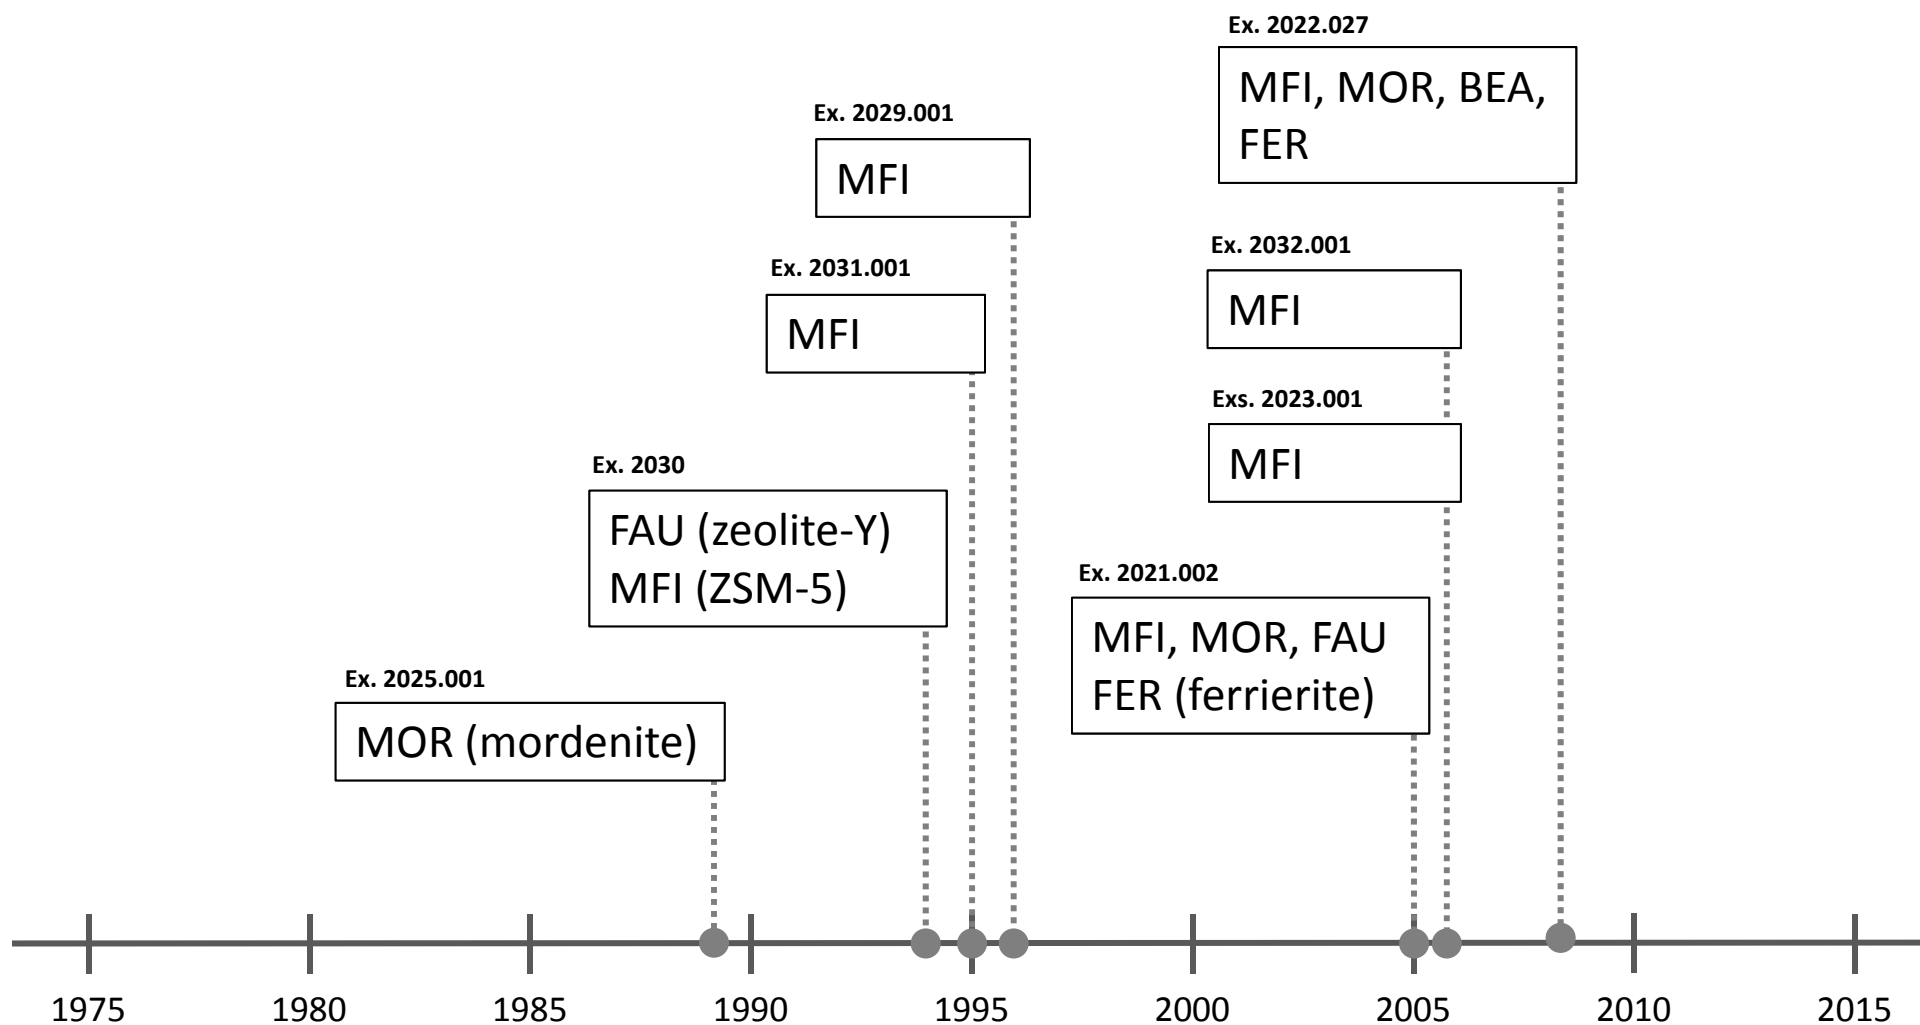 Ex. 2022.027
MFI, MOR, BEA,
FER
Ex. 2029.001
MFI
Ex. 2032.001
MFI
Ex. 2031.001
MFI
Exs. 2023.001
MFI
Ex. 2030
FAU (zeolite-Y)
MFI (ZSM-5)
Ex. 2021.002
MFI, MOR, FAU
FER (ferrierite)
Ex. 2025.001
MOR (mordenite)
1975 1980 1985 1990 1995 2000 2005 2010 2015